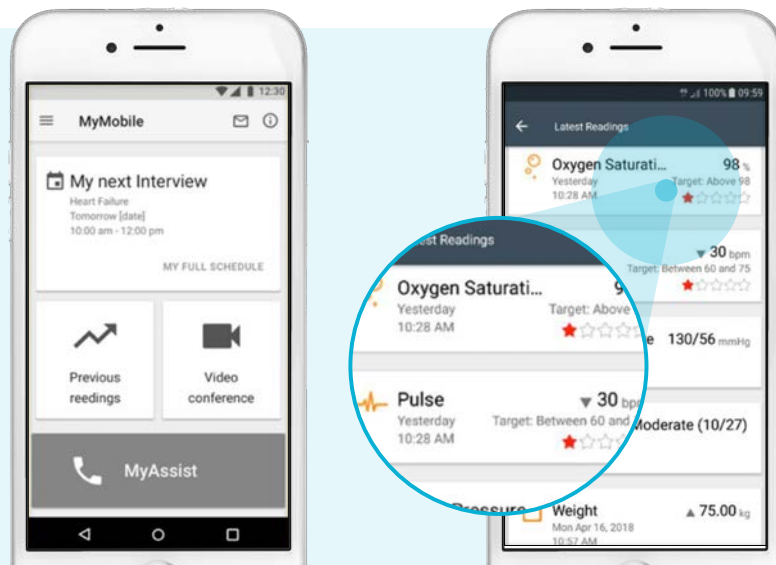 12:30
MyMobile
My next Interview
Heart Failure
Tomorrow [date]
10:00 am - 12:00 pm
MY FULL SCHEDULE
Previous
reedings
Video
conference
MyAssist
100% 09:59
Latest Readings
Oxygen Saturati... 98 %
Yesterday Target: Above 98
10:28 AM
30 bpm
Target: Between 60 and 75
130/56 mmHg
Moderate (10/27)
Weight 75.00 kg
Mon Apr 16, 2018
10:57 AM
est Readings
Oxygen Saturati... 9
Yesterday Target: Above
10:28 AM
Pulse 30 bp
Yesterday Target: Between 60 and
10:28 AM
Pressure